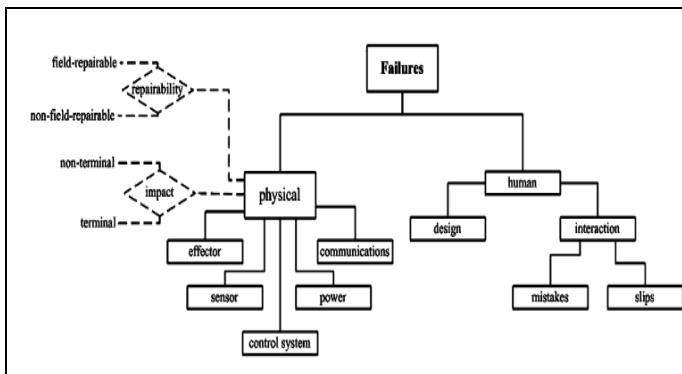 Failures
field-repairable
repairability
non-field-repairable
non-terminal
impact
terminal
physical
human
effector
communications
design
interaction
sensor
power
mistakes
slips
control system